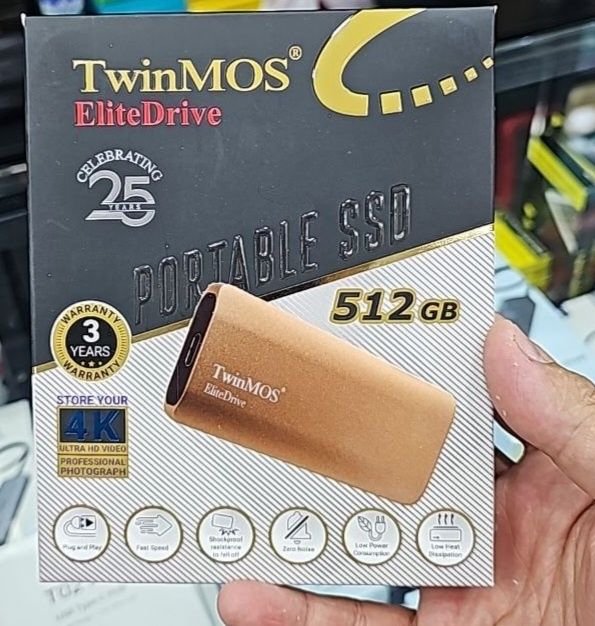 TwinMOS®
EliteDrive
CELEBRATING
25
YEARS
PORTABLE SSD
512 GB
WARRANTY
3
YEARS
WARRANTY
TwinMOS®
EliteDrive
STORE YOUR
4K
ULTRA HD VIDEO
PROFESSIONAL
PHOTOGRAPH
Plug and Play
Fast Speed
Shockproof
resistance
to fall off
Zero Noise
Low Power
Consumption
Low Heat
Dissipation